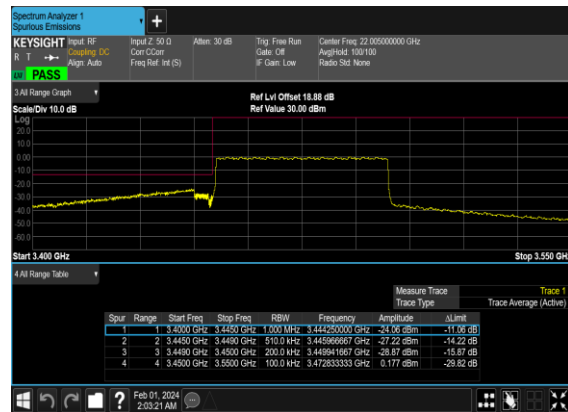 Spectrum Analyzer 1
Spurious Emissions
KEYSIGHT Input: RF Input Z: 50 Ω Atten: 30 dB Trig: Free Run Center Freq: 22.005000000 GHz
R T Coupling: DC Corr CCorr Gate: Off Avg|Hold: 100/100
Align: Auto Freq Ref: Int (S) IF Gain: Low Radio Std: None
LW PASS
3 All Range Graph
Ref Lvl Offset 18.88 dB
Scale/Div 10.0 dB Ref Value 30.00 dBm
Log
20.0
10.0
0.00
-10.0
-20.0
-30.0
-40.0
-50.0
-60.0
Start 3.400 GHz Stop 3.550 GHz
4 All Range Table
Measure Trace Trace 1
Trace Type Trace Average (Active)
Spur Range Start Freq Stop Freq RBW Frequency Amplitude ΔLimit
1 1 3.4000 GHz 3.4450 GHz 1.000 MHz 3.444250000 GHz -24.06 dBm -11.06 dB
2 2 3.4450 GHz 3.4490 GHz 510.0 kHz 3.445966667 GHz -27.22 dBm -14.22 dB
3 3 3.4490 GHz 3.4500 GHz 200.0 kHz 3.449941667 GHz -28.87 dBm -15.87 dB
4 4 3.4500 GHz 3.5500 GHz 100.0 kHz 3.472833333 GHz 0.177 dBm -29.82 dB
? Feb 01, 2024
2:03:21 AM